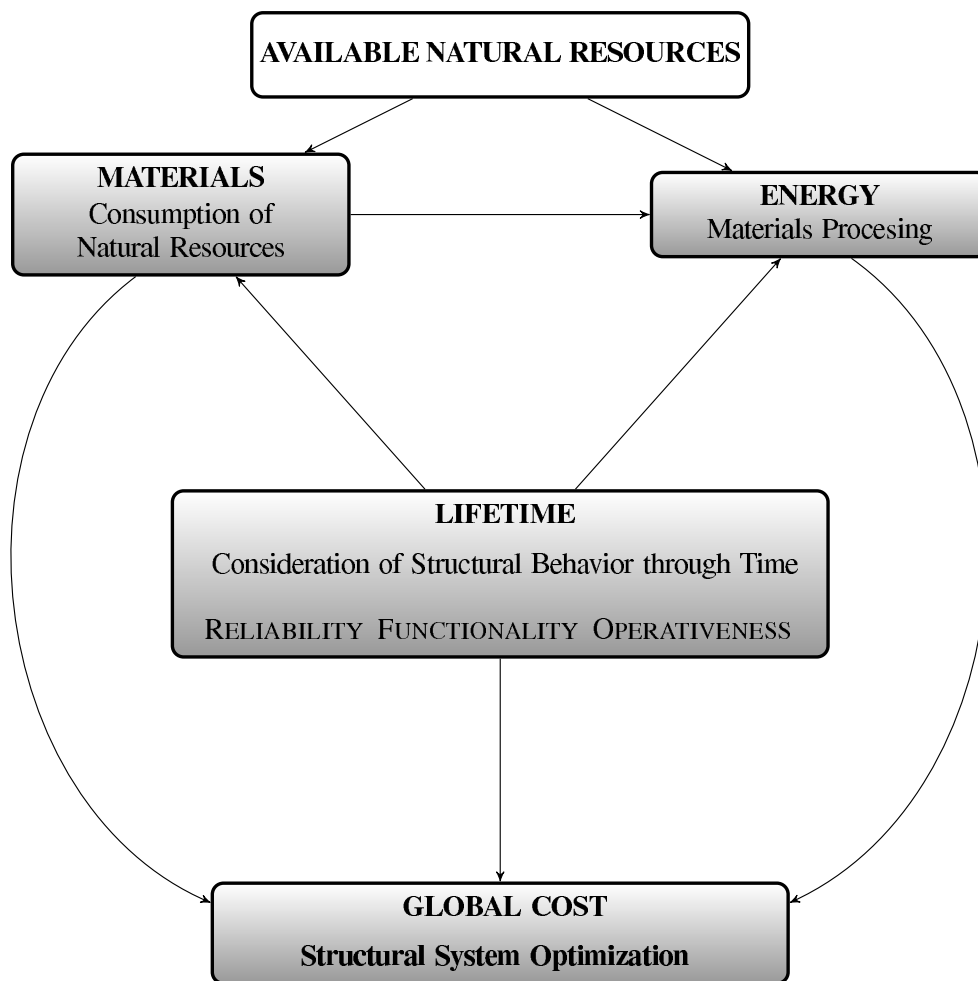 AVAILABLE NATURAL RESOURCES
MATERIALS
Consumption of
Natural Resources
ENERGY
Materials Procesing
LIFETIME
Consideration of Structural Behavior through Time
RELIABILITY FUNCTIONALITY OPERATIVENESS
GLOBAL COST
Structural System Optimization